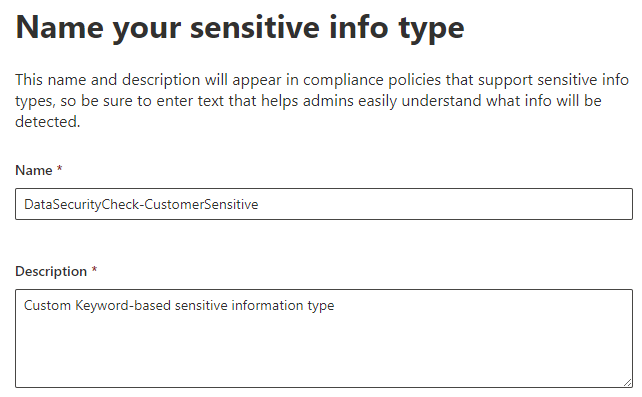 Name your sensitive info type
This name and description will appear in compliance policies that support sensitive info
types, so be sure to enter text that helps admins easily understand what info will be
detected.
Name *
DataSecurityCheck-CustomerSensitive
Description *
Custom Keyword-based sensitive information type